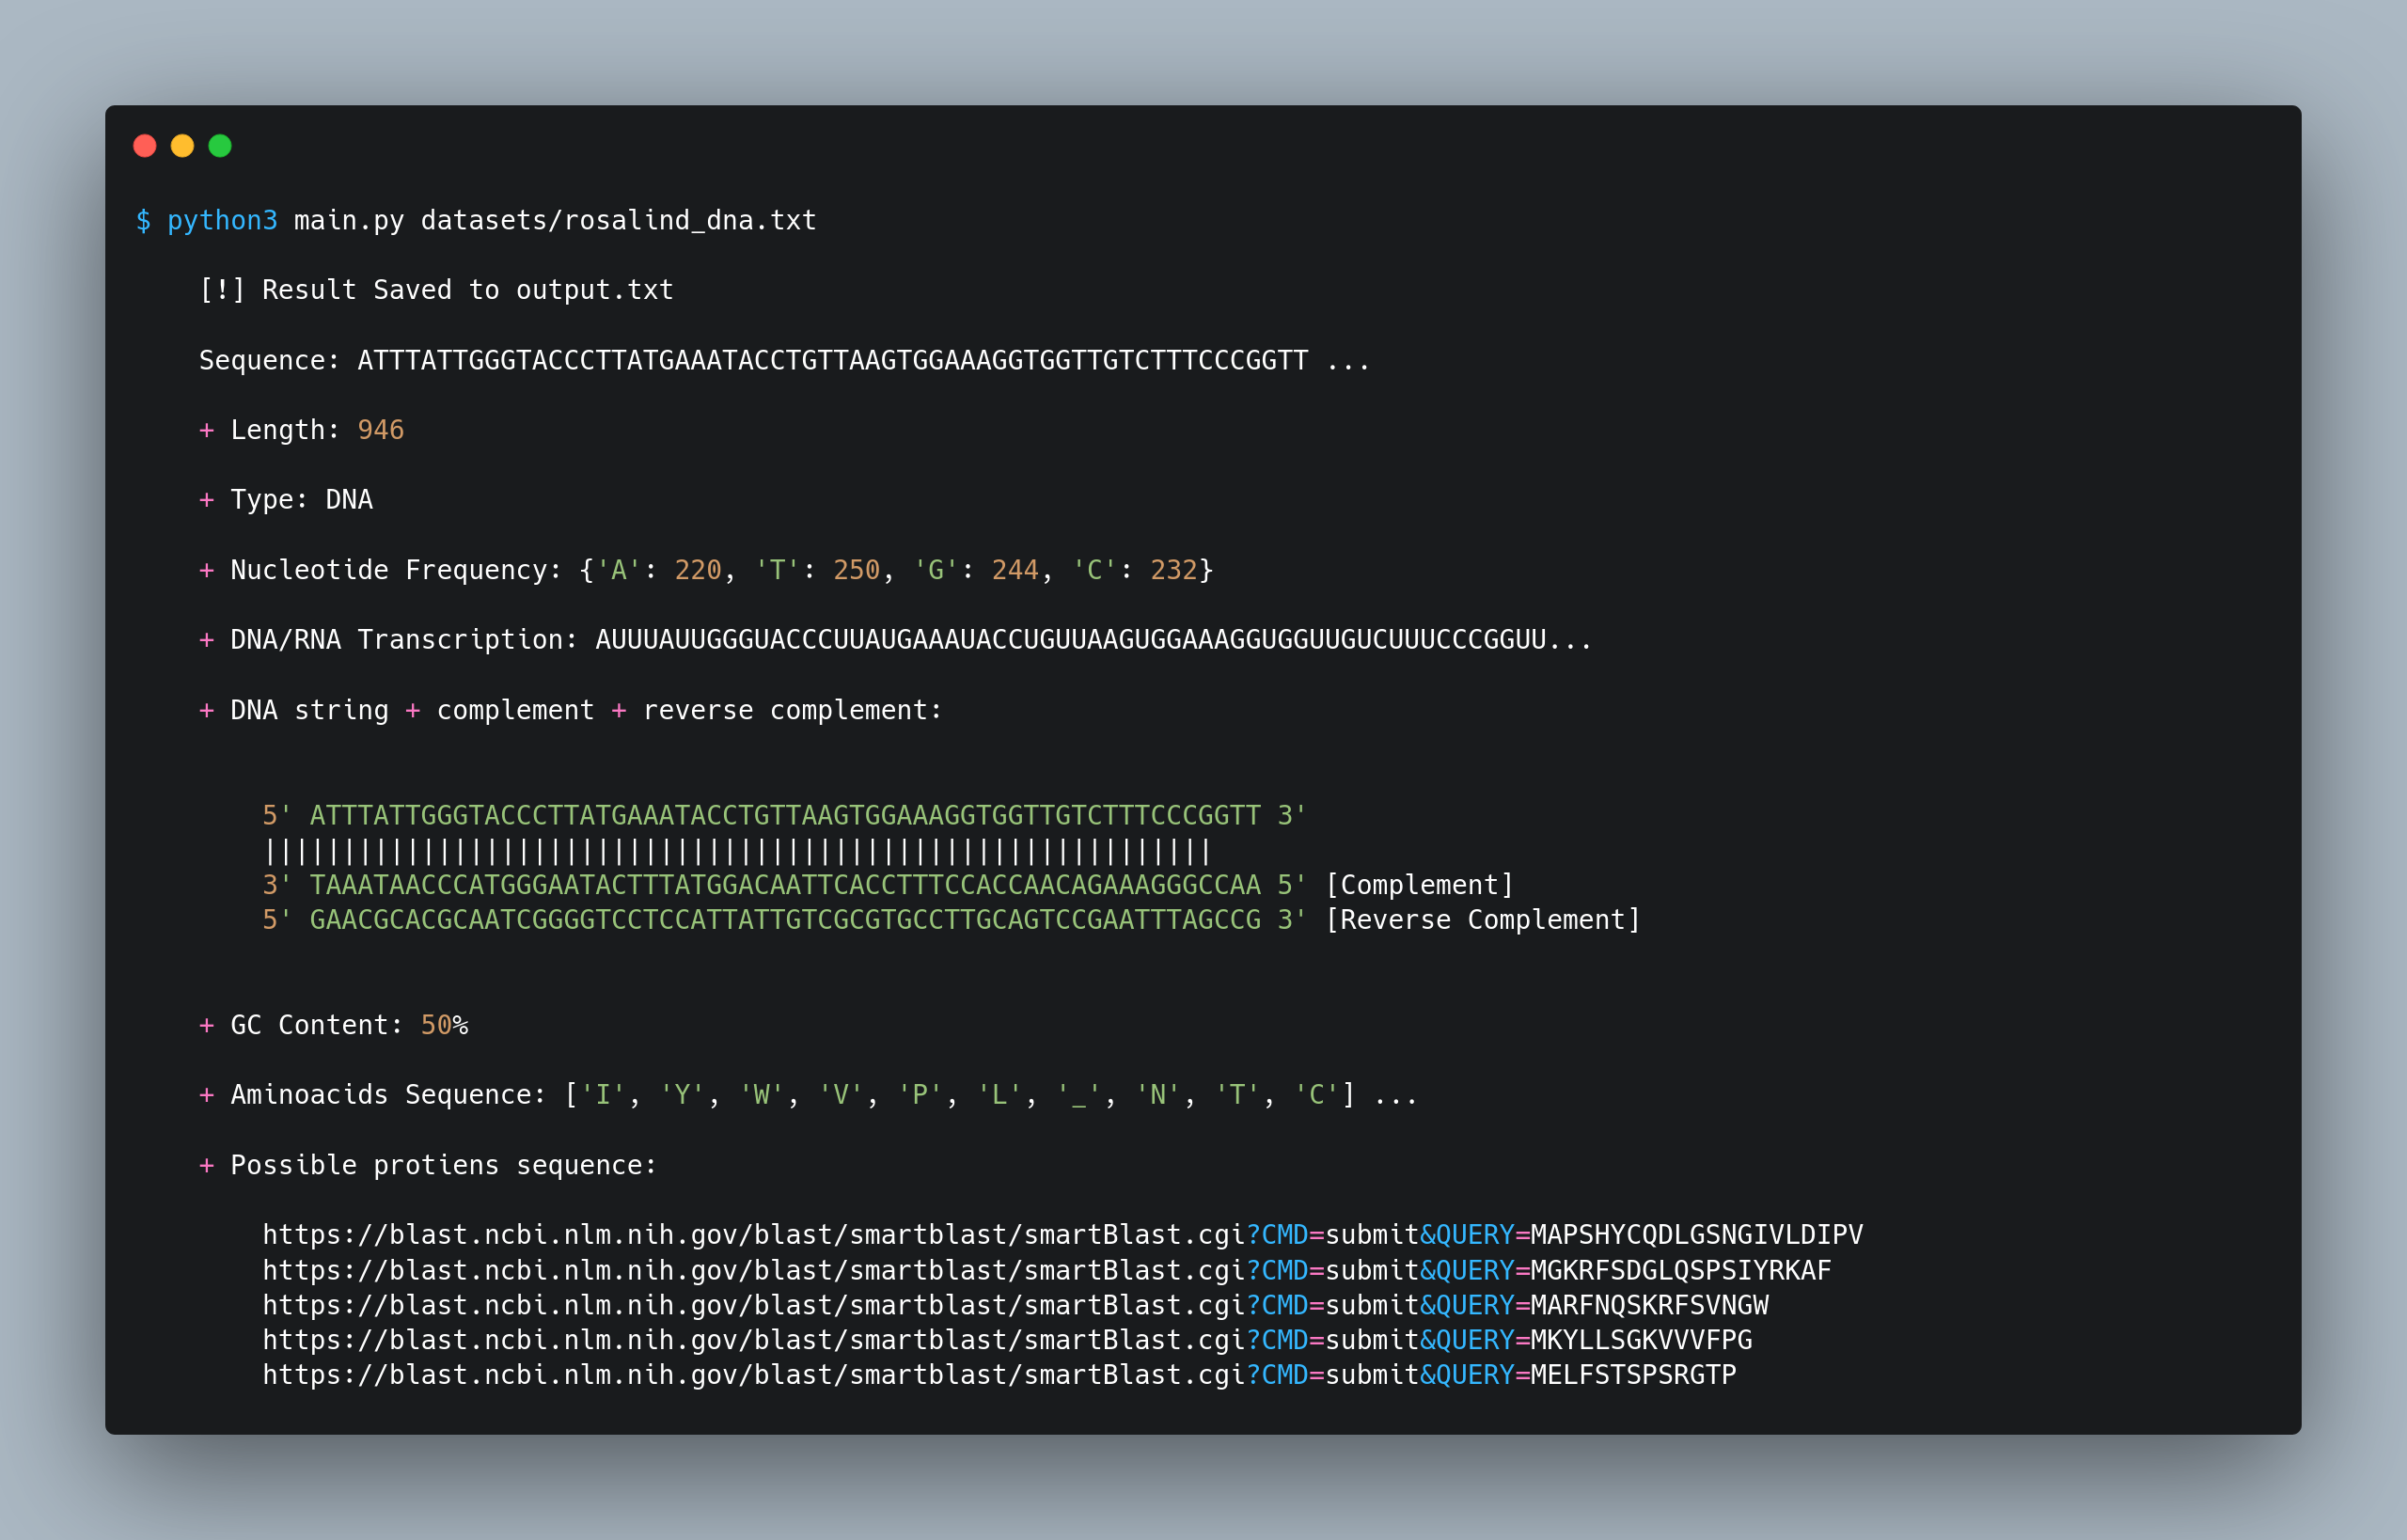 $ python3 main.py datasets/rosalind_dna.txt
[!] Result Saved to output.txt
Sequence: ATTTATTGGGTACCCTTATGAAATACCTGTTAAGTGGAAAGGTGGTTGTCTTTCCCGGTT ...
+ Length: 946
+ Type: DNA
+ Nucleotide Frequency: {'A': 220, 'T': 250, 'G': 244, 'C': 232}
+ DNA/RNA Transcription: AUUUAUUGGGUACCCUUAUGAAAUACCUGUUAAGUGGAAAGGUGGUUGUCUUUCCCGGUU...
+ DNA string + complement + reverse complement:
5' ATTTATTGGGTACCCTTATGAAATACCTGTTAAGTGGAAAGGTGGTTGTCTTTCCCGGTT 3'
||||||||||||||||||||||||||||||||||||||||||||||||||||||||||||
3' TAAATAACCCATGGGAATACTTTATGGACAATTCACCTTTCCACCAACAGAAAGGGCCAA 5' [Complement]
5' GAACGCACGCAATCGGGGTCCTCCATTATTGTCGCGTGCCTTGCAGTCCGAATTTAGCCG 3' [Reverse Complement]
+ GC Content: 50%
+ Aminoacids Sequence: ['I', 'Y', 'W', 'V', 'P', 'L', '_', 'N', 'T', 'C'] ...
+ Possible protiens sequence:
https://blast.ncbi.nlm.nih.gov/blast/smartblast/smartBlast.cgi?CMD=submit&QUERY=MAPSHYCQDLGSNGIVLDIPV
https://blast.ncbi.nlm.nih.gov/blast/smartblast/smartBlast.cgi?CMD=submit&QUERY=MGKRFSDGLQSPSIYRKAF
https://blast.ncbi.nlm.nih.gov/blast/smartblast/smartBlast.cgi?CMD=submit&QUERY=MARFNQSKRFSVNGW
https://blast.ncbi.nlm.nih.gov/blast/smartblast/smartBlast.cgi?CMD=submit&QUERY=MKYLLSGKVVVFPG
https://blast.ncbi.nlm.nih.gov/blast/smartblast/smartBlast.cgi?CMD=submit&QUERY=MELFSTSPSRGTP